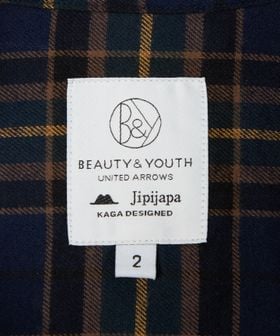 B&Y
BEAUTY&YOUTH
UNITED ARROWS
Jipijapa
KAGA DESIGNED
2